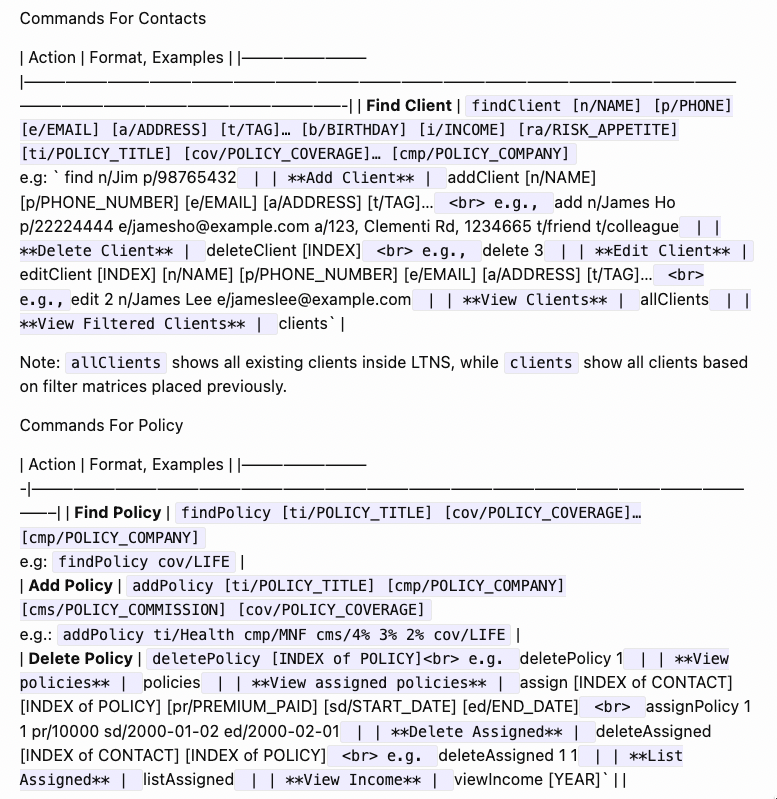 Commands For Contacts
| Action | Format, Examples | |———————
|—————————————————————————————————————————
———————————————————-| | Find Client | findClient [n/NAME] [p/PHONE]
[e/EMAIL] [a/ADDRESS] [t/TAG]… [b/BIRTHDAY] [i/INCOME] [ra/RISK_APPETITE]
[ti/POLICY_TITLE] [cov/POLICY_COVERAGE]… [cmp/POLICY_COMPANY]
e.g: ` find n/Jim p/98765432 | | **Add Client** | addClient [n/NAME]
[p/PHONE_NUMBER] [e/EMAIL] [a/ADDRESS] [t/TAG]… <br> e.g., add n/James Ho
p/22224444 e/jamesho@example.com a/123, Clementi Rd, 1234665 t/friend t/colleague | |
**Delete Client** | deleteClient [INDEX] <br> e.g., delete 3 | | **Edit Client** |
editClient [INDEX] [n/NAME] [p/PHONE_NUMBER] [e/EMAIL] [a/ADDRESS] [t/TAG]… <br>
e.g., edit 2 n/James Lee e/jameslee@example.com | | **View Clients** | allClients | |
**View Filtered Clients** | clients` |
Note: allClients shows all existing clients inside LTNS, while clients show all clients based
on filter matrices placed previously.
Commands For Policy
| Action | Format, Examples | |———————
-|—————————————————————————————————————————
——–| | Find Policy | findPolicy [ti/POLICY_TITLE] [cov/POLICY_COVERAGE]…
[cmp/POLICY_COMPANY]
e.g: findPolicy cov/LIFE |
| Add Policy | addPolicy [ti/POLICY_TITLE] [cmp/POLICY_COMPANY]
[cms/POLICY_COMMISSION] [cov/POLICY_COVERAGE]
e.g.: addPolicy ti/Health cmp/MNF cms/4% 3% 2% cov/LIFE |
| Delete Policy | deletePolicy [INDEX of POLICY]<br> e.g. deletePolicy 1 | | **View
policies** | policies | | **View assigned policies** | assign [INDEX of CONTACT]
[INDEX of POLICY] [pr/PREMIUM_PAID] [sd/START_DATE] [ed/END_DATE] <br> assignPolicy 1
1 pr/10000 sd/2000-01-02 ed/2000-02-01 | | **Delete Assigned** | deleteAssigned
[INDEX of CONTACT] [INDEX of POLICY] <br> e.g. deleteAssigned 1 1 | | **List
Assigned** | listAssigned | | **View Income** | viewIncome [YEAR]` | |